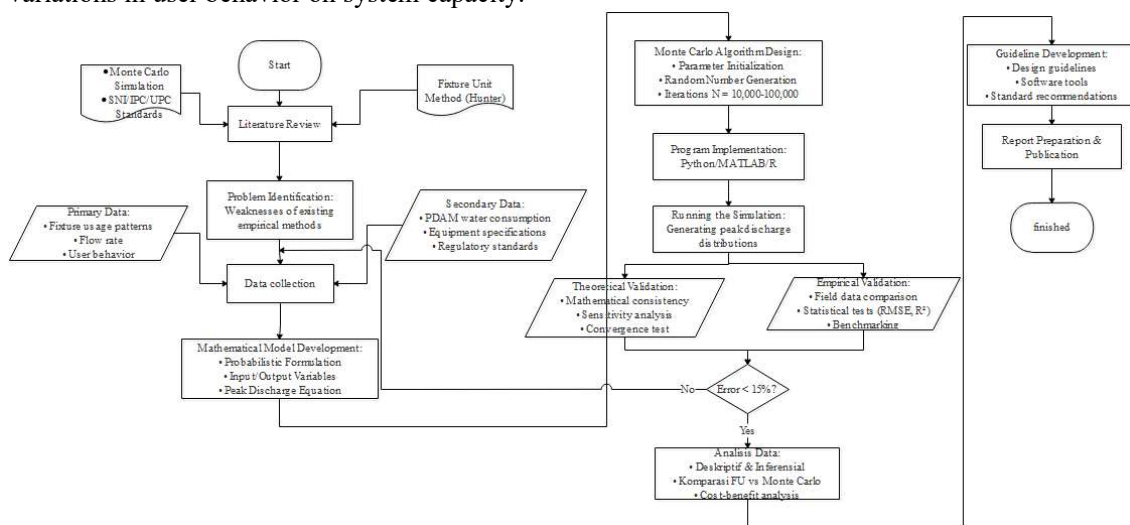 variations in user behavior on system capacity.
Start
• Monte Carlo
Simulation
• SNI/IPC/UPC
Standards
Fixture Unit
Method (Hunter)
Literature Review
Problem Identification:
Weaknesses of existing
empirical methods
Primary Data:
• Fixture usage patterns
• Flow rate
• User behavior
Secondary Data:
• PDAM water consumption
• Equipment specifications
• Regulatory standards
Data collection
Mathematical Model Development:
• Probabilistic Formulation
• Input/Output Variables
• Peak Discharge Equation
Monte Carlo Algorithm Design:
• Parameter Initialization
• Random Number Generation
• Iterations N = 10,000-100,000
Program Implementation:
Python/MATLAB/R
Running the Simulation:
Generating peak discharge
distributions
Theoretical Validation:
• Mathematical consistency
• Sensitivity analysis
• Convergence test
Empirical Validation:
• Field data comparison
• Statistical tests (RMSE, R²)
• Benchmarking
Error < 15%?
No
Yes
Analisis Data:
• Deskriptif & Inferensial
• Komparasi FU vs Monte Carlo
• Cost-benefit analysis
Guideline Development:
• Design guidelines
• Software tools
• Standard recommendations
Report Preparation &
Publication
finished